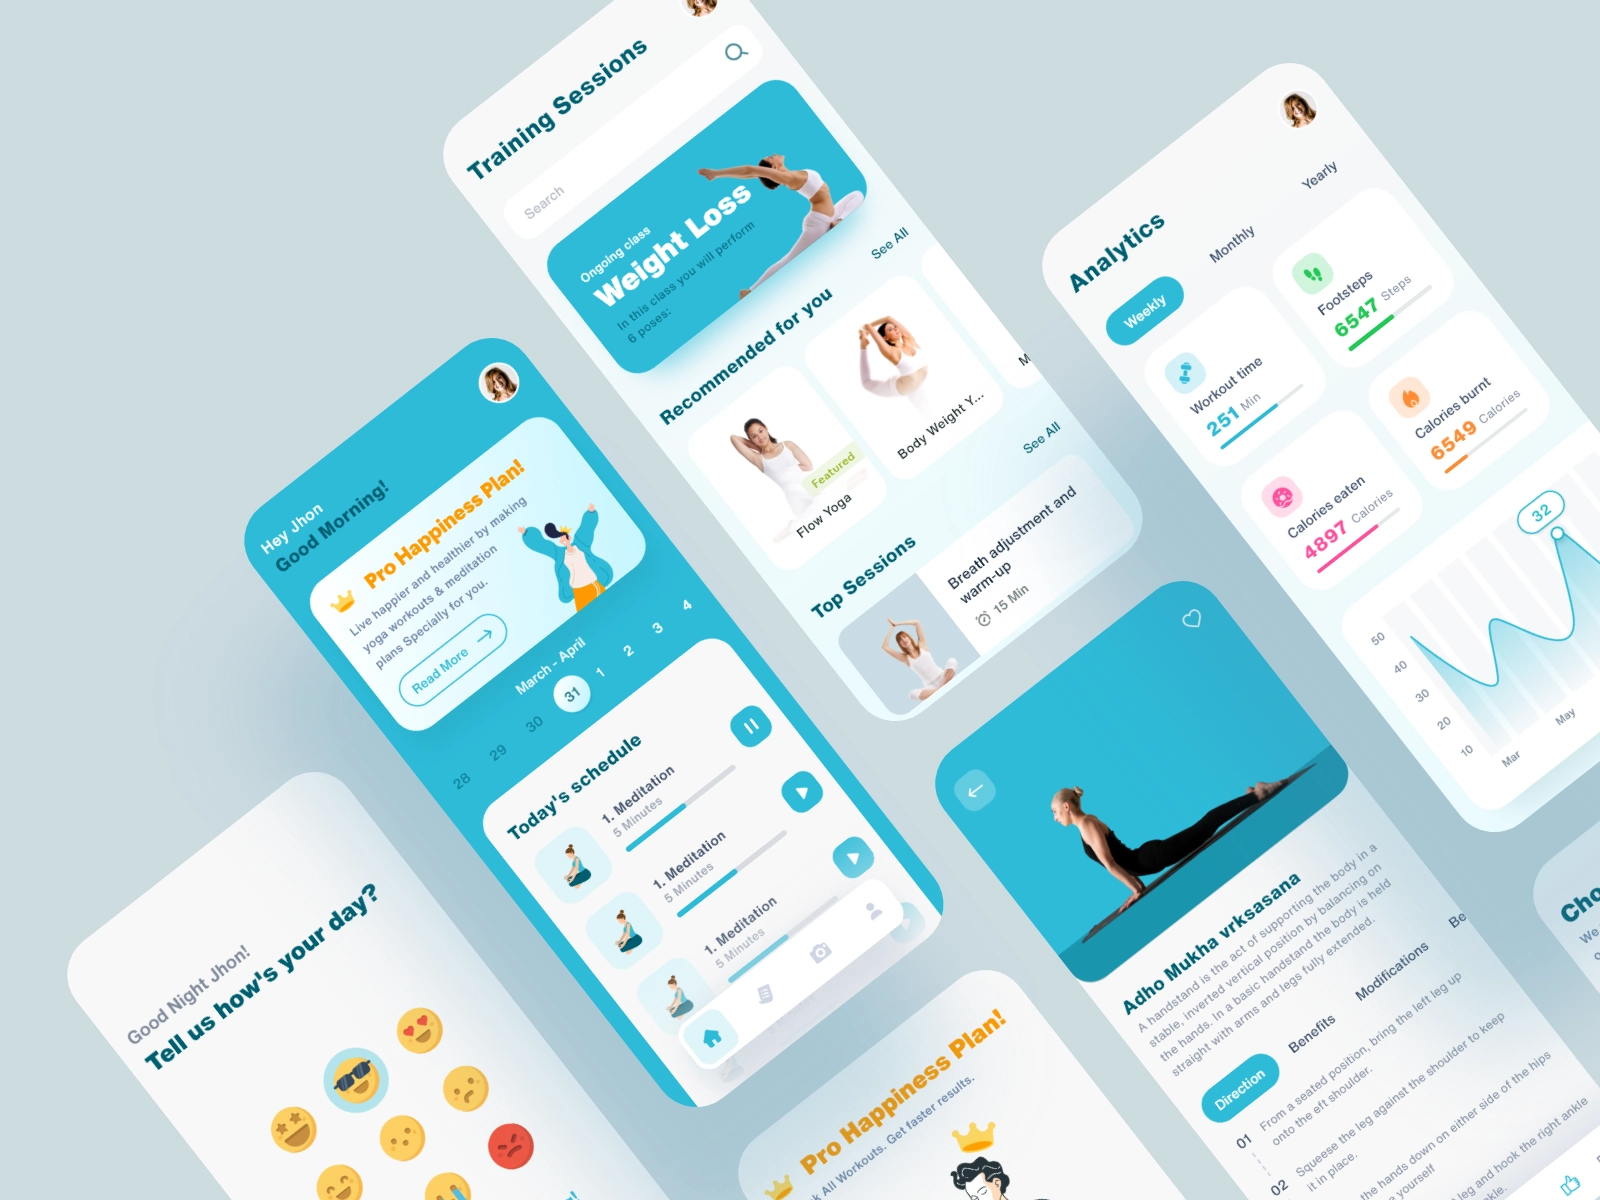 Training Sessions
Search
Ongoing class
Weight Loss
In this class you will perform
6 poses:
Recommended for you
See All
Featured
Flow Yoga
Body Weight Y...
M
Top Sessions
See All
Breath adjustment and
warm-up
15 Min
Analytics
Weekly
Monthly
Yearly
Workout time
251 Min
Footsteps
6547 Steps
Calories eaten
4897 Calories
Calories burnt
6549 Calories
32
50
40
30
20
10
Mar
May
Hey Jhon
Good Morning!
Pro Happiness Plan!
Live happier and healthier by making
yoga workouts & meditation
plans Specially for you.
Read More
March - April
28
29
30
31
1
2
3
4
Today's schedule
1. Meditation
5 Minutes
1. Meditation
5 Minutes
1. Meditation
5 Minutes
Good Night Jhon!
Tell us how's your day?
Pro Happiness Plan!
k All Workouts. Get faster results.
Adho Mukha vrksasana
A handstand is the act of supporting the body in a
stable, inverted vertical position by balancing on
the hands. In a basic handstand the body is held
straight with arms and legs fully extended.
Direction
Benefits
Modifications
Be
01
From a seated position, bring the left leg up
onto the eft shoulder.
02
Squeese the leg against the shoulder to keep
it in place.
the hands down on either side of the hips
yourself
leg and hook the right ankle
Cho
We